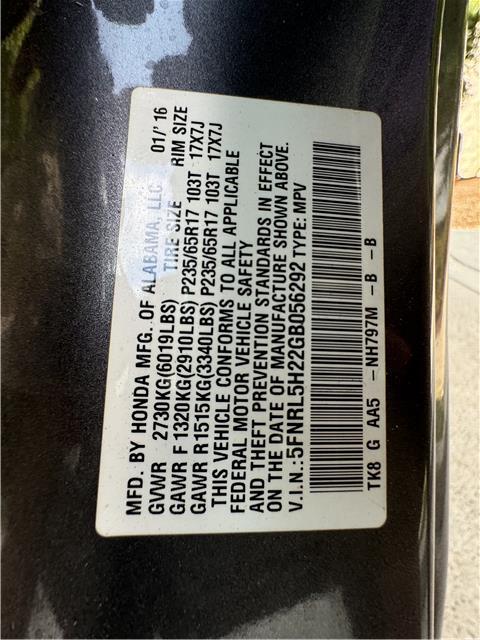 MFD. BY HONDA MFG. OF ALABAMA, LLC 01/'16
GVWR 2730KG(6019LBS) TIRE SIZE RIM SIZE
GAWR F 1320KG(2910LBS) P235/65R17 103T 17X7J
GAWR R 1515KG(3340LBS) P235/65R17 103T 17X7J
THIS VEHICLE CONFORMS TO ALL APPLICABLE
FEDERAL MOTOR VEHICLE SAFETY
AND THEFT PREVENTION STANDARDS IN EFFECT
ON THE DATE OF MANUFACTURE SHOWN ABOVE.
V.I.N.:5FNRL5H22GB056292 TYPE: MPV
TK8 G AA5 -NH797M -B -B